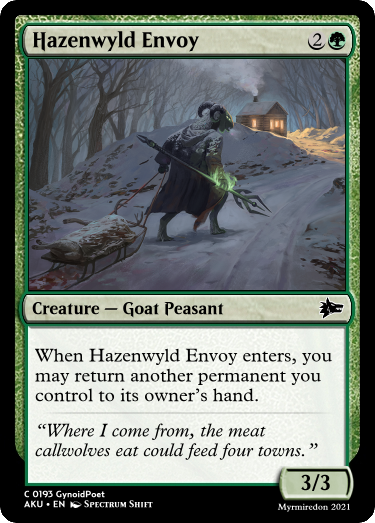 Hazenwyld Envoy 2
Creature — Goat Peasant
When Hazenwyld Envoy enters, you
may return another permanent you
control to its owner's hand.
“Where I come from, the meat
callwolves eat could feed four towns.”
3/3
C 0193 GynoidPoet
AKU • EN Spectrum Shift
Myrmiredon 2021